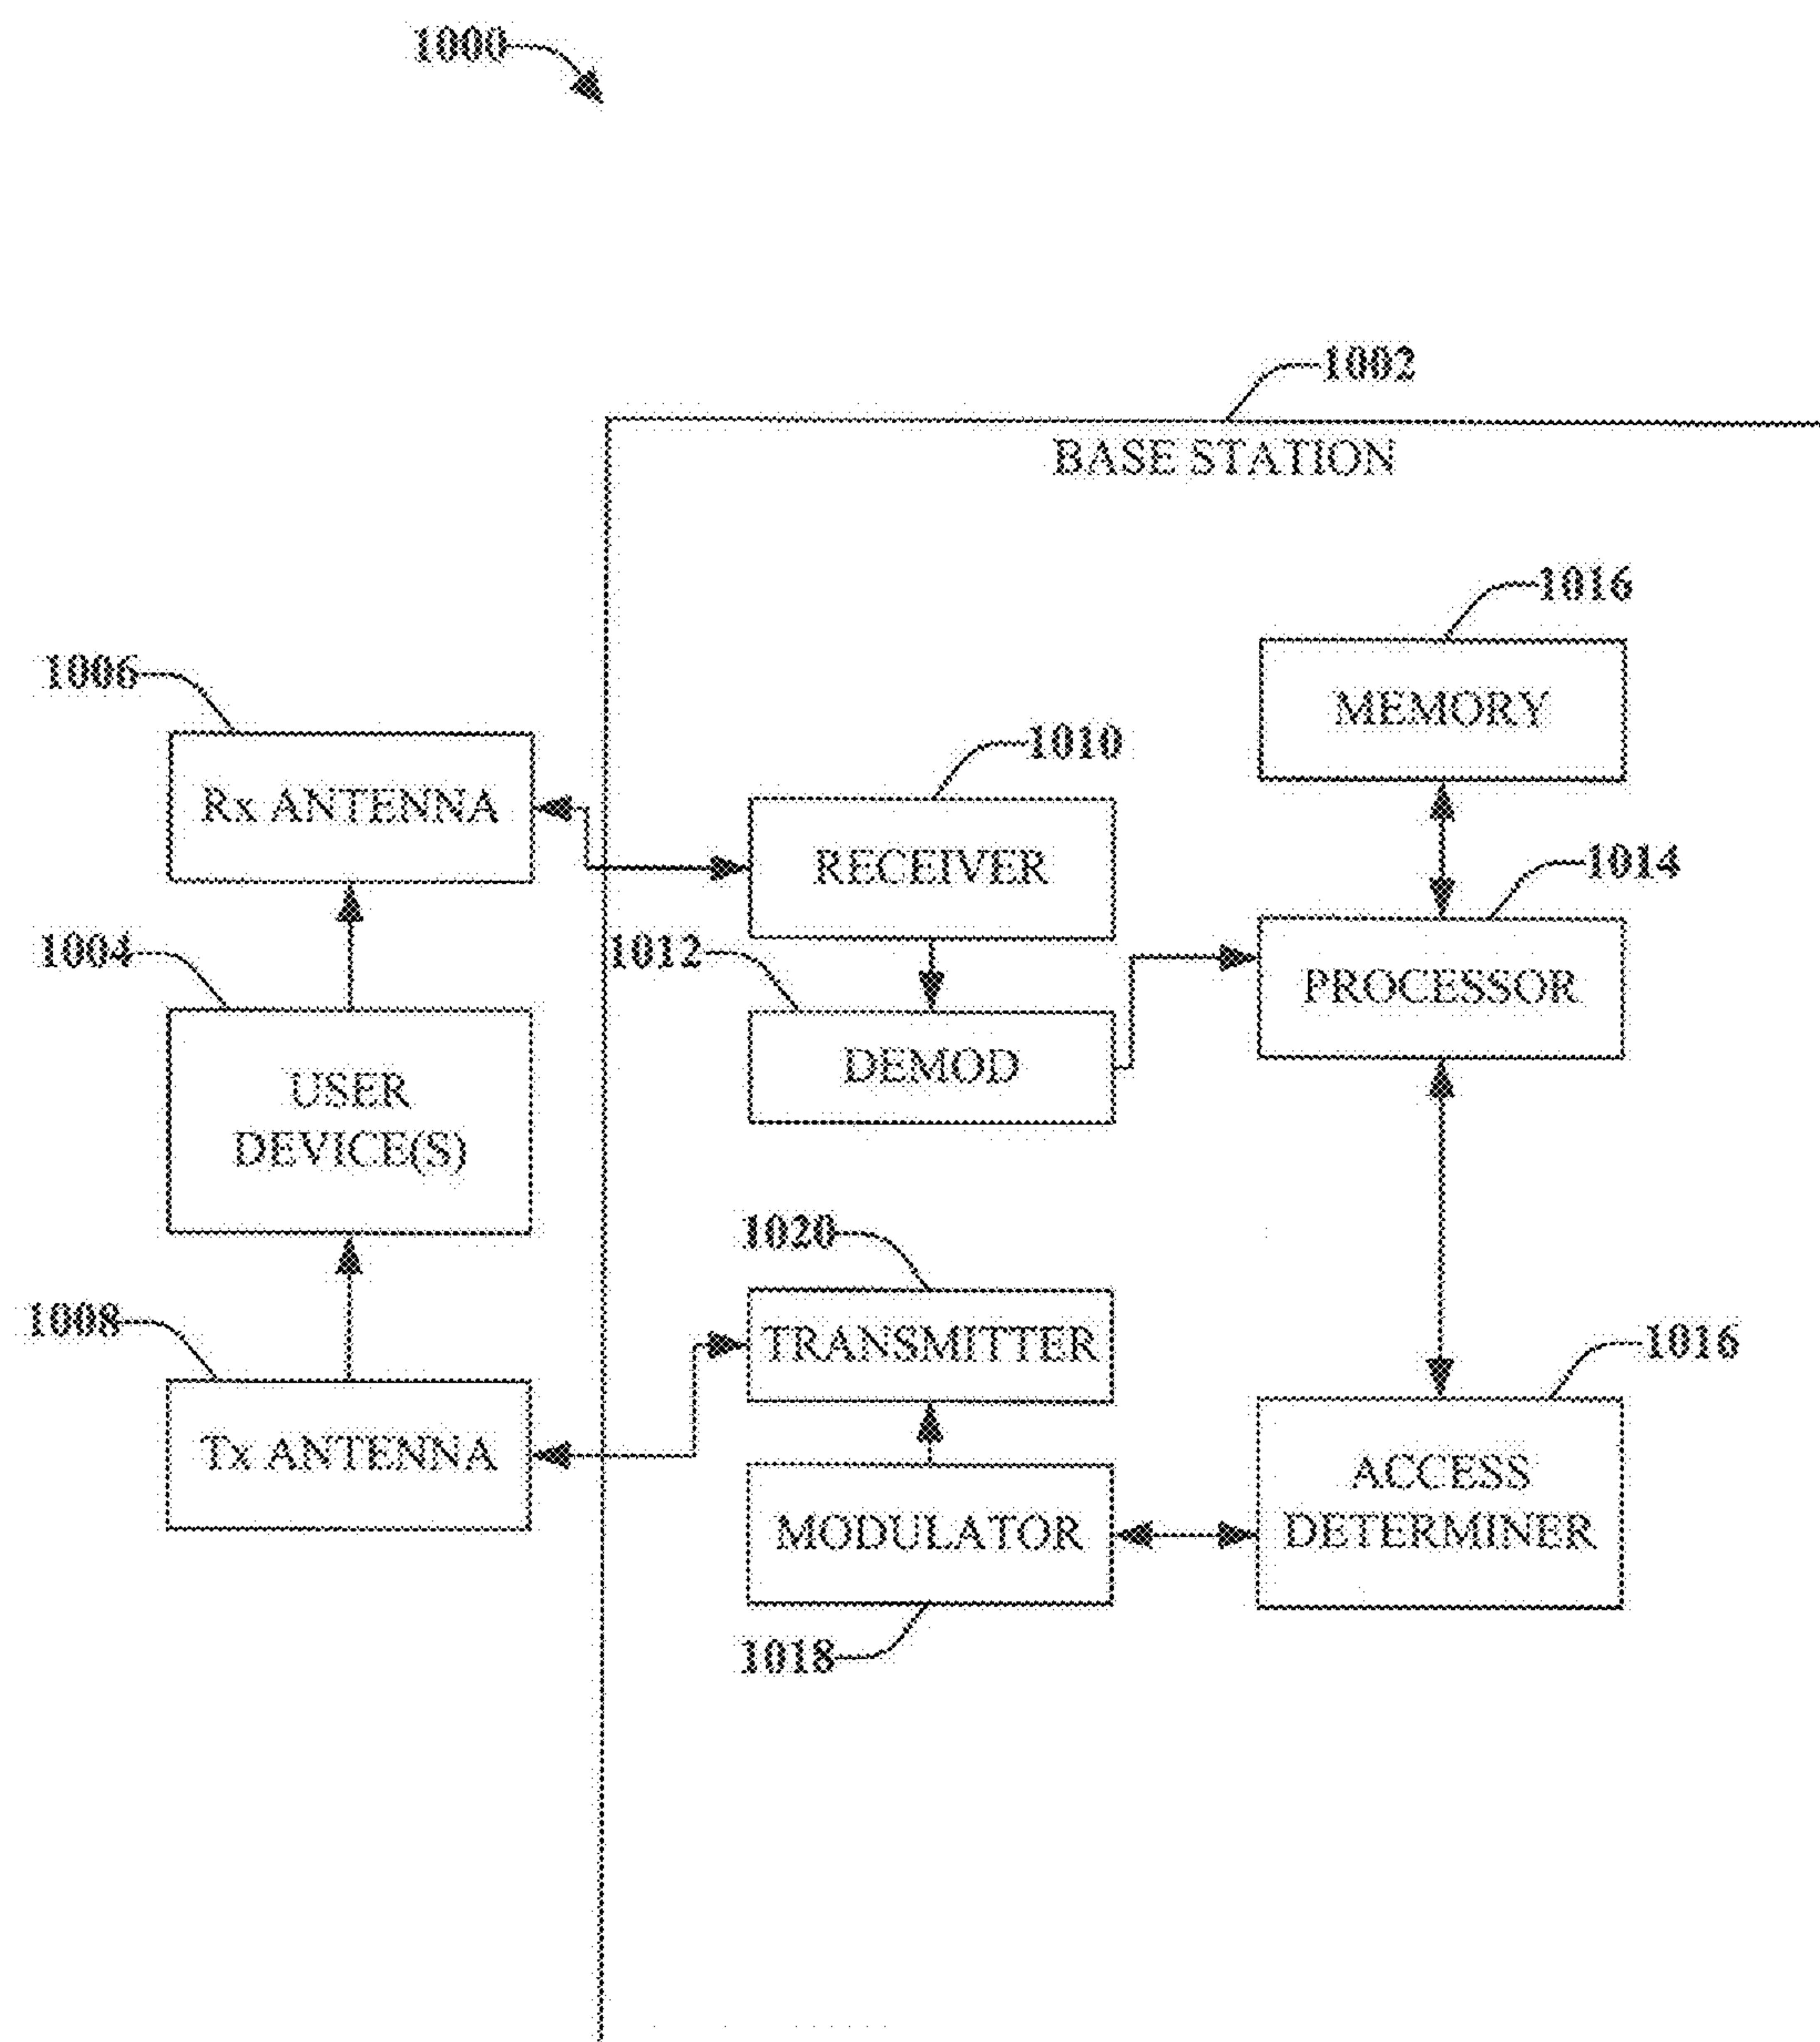 1000
1002
BASE STATION
1016
MEMORY
1006
Rx ANTENNA
1010
RECEIVER
1014
PROCESSOR
1004
USER
DEVICE(S)
1012
DEMOD
1020
TRANSMITTER
1008
Tx ANTENNA
MODULATOR
1018
1016
ACCESS
DETERMINER